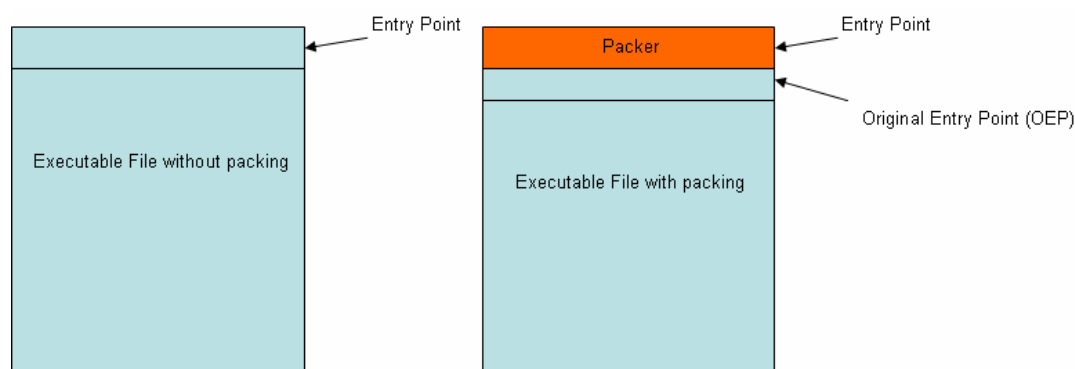 Entry Point
Executable File without packing
Packer
Entry Point
Original Entry Point (OEP)
Executable File with packing